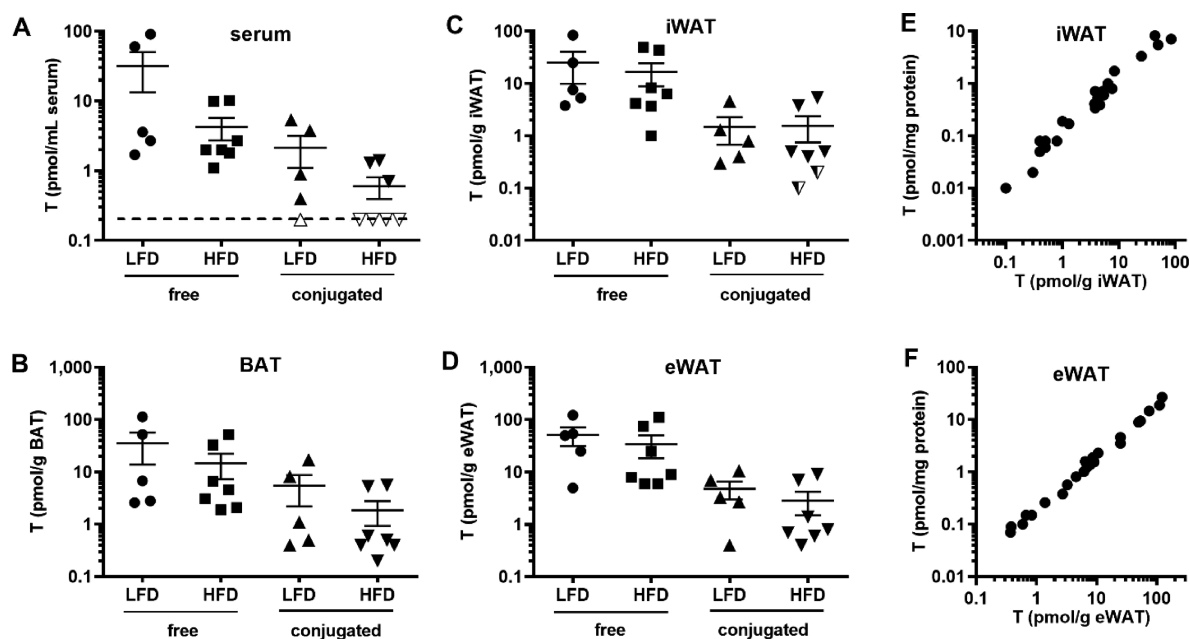 A
serum
T (pmol/mL serum)
100
10
1
0.1
LFD HFD LFD HFD
free conjugated
B
BAT
T (pmol/g BAT)
1,000
100
10
1
0.1
LFD HFD LFD HFD
free conjugated
C
iWAT
T (pmol/g iWAT)
100
10
1
0.1
0.01
LFD HFD LFD HFD
free conjugated
D
eWAT
T (pmol/g eWAT)
1,000
100
10
1
0.1
LFD HFD LFD HFD
free conjugated
E
iWAT
T (pmol/mg protein)
10
1
0.1
0.01
0.001
0.1 1 10 100
T (pmol/g iWAT)
F
eWAT
T (pmol/mg protein)
100
10
1
0.1
0.01
0.1 1 10 100
T (pmol/g eWAT)